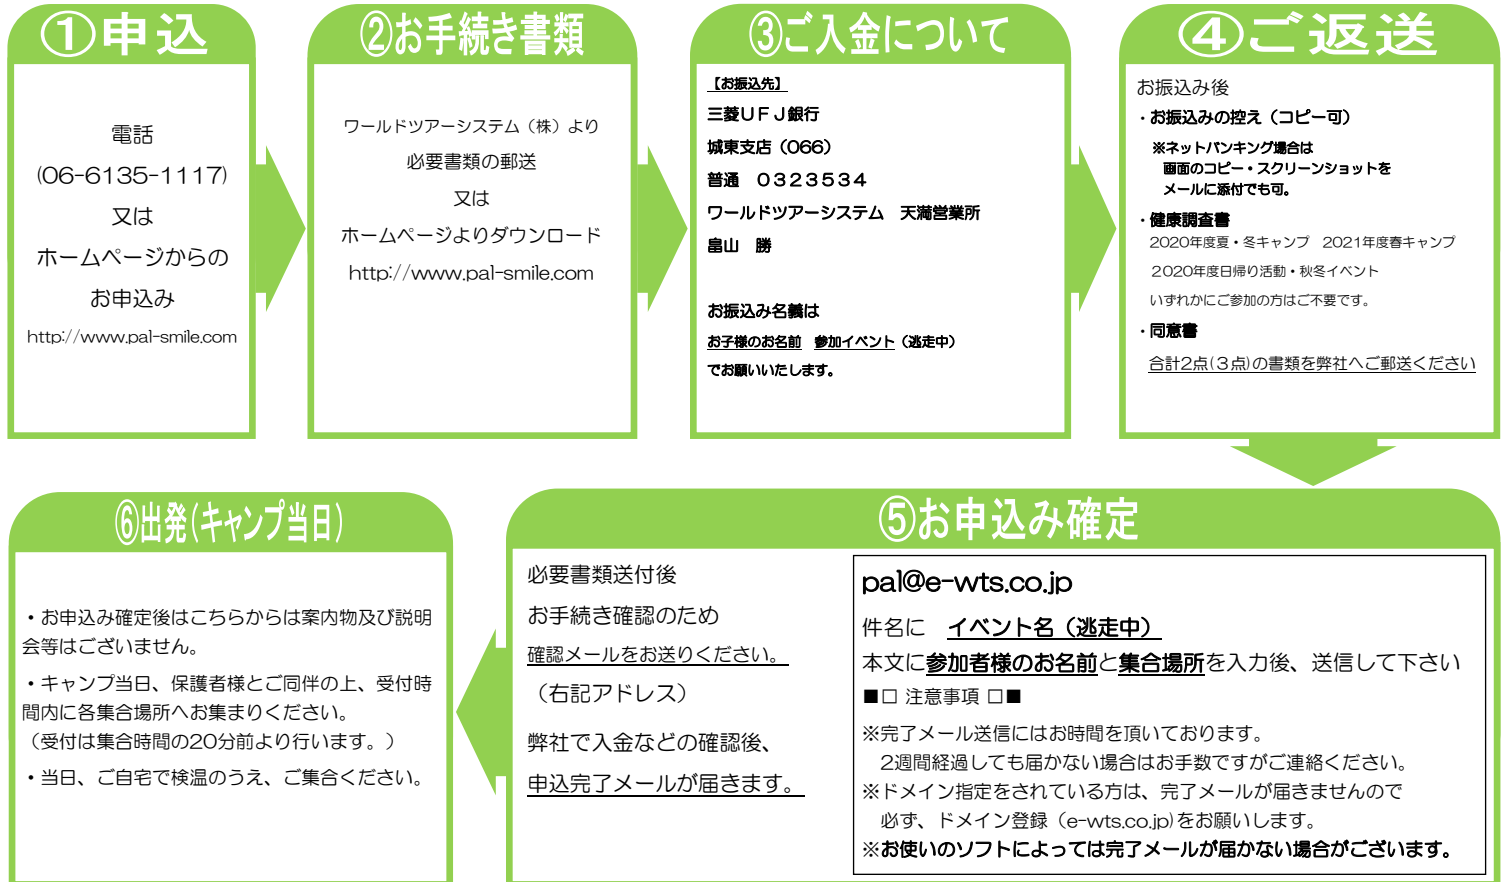 ①申込
電話
(06-6135-1117)
又は
ホームページからの
お申込み
http://www.pal-smile.com
②お手続き書類
ワールドツアーシステム（株）より
必要書類の郵送
又は
ホームページよりダウンロード
http://www.pal-smile.com
③ご入金について
【お振込先】
三菱ＵＦＪ銀行
城東支店（066）
普通　０３２３５３４
ワールドツアーシステム　天満営業所
畠山　勝
お振込み名義は
お子様のお名前　参加イベント（逃走中）
でお願いいたします。
④ご返送
お振込み後
・お振込みの控え（コピー可）
※ネットバンキング場合は
画面のコピー・スクリーンショットを
メールに添付でも可。
・健康調査書
2020年度夏・冬キャンプ　2021年度春キャンプ
2020年度日帰り活動・秋冬イベント
いずれかにご参加の方はご不要です。
・同意書
合計2点(３点)の書類を弊社へご郵送ください
⑤お申込み確定
必要書類送付後
お手続き確認のため
確認メールをお送りください。
（右記アドレス）
弊社で入金などの確認後、
申込完了メールが届きます。
pal@e-wts.co.jp
件名に　イベント名（逃走中）
本文に参加者様のお名前と集合場所を入力後、送信して下さい
■□ 注意事項 □■
※完了メール送信にはお時間を頂いております。
2週間経過しても届かない場合はお手数ですがご連絡ください。
※ドメイン指定をされている方は、完了メールが届きませんので
必ず、ドメイン登録（e-wts.co.jp)をお願いします。
※お使いのソフトによっては完了メールが届かない場合がございます。
⑥出発(キャンプ当日)
・お申込み確定後はこちらからは案内物及び説明
会等はございません。
・キャンプ当日、保護者様とご同伴の上、受付時
間内に各集合場所へお集まりください。
（受付は集合時間の20分前より行います。）
・当日、ご自宅で検温のうえ、ご集合ください。